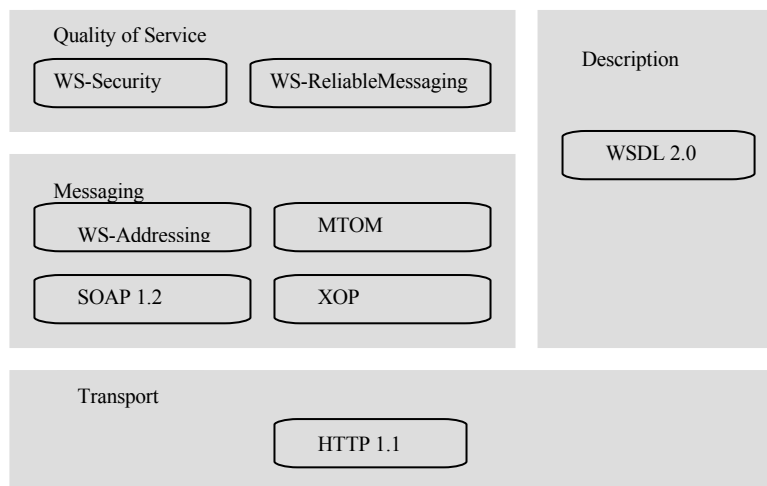 Quality of Service
WS-Security
WS-ReliableMessaging
Messaging
WS-Addressing
MTOM
SOAP 1.2
XOP
Description
WSDL 2.0
Transport
HTTP 1.1